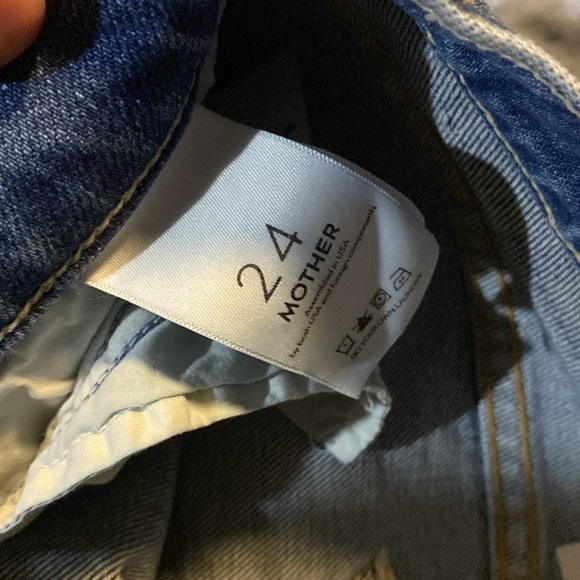 24
MOTHER
Assembled in USA
by both USA and foreign components
DO YOUR OWN LAUNDRY